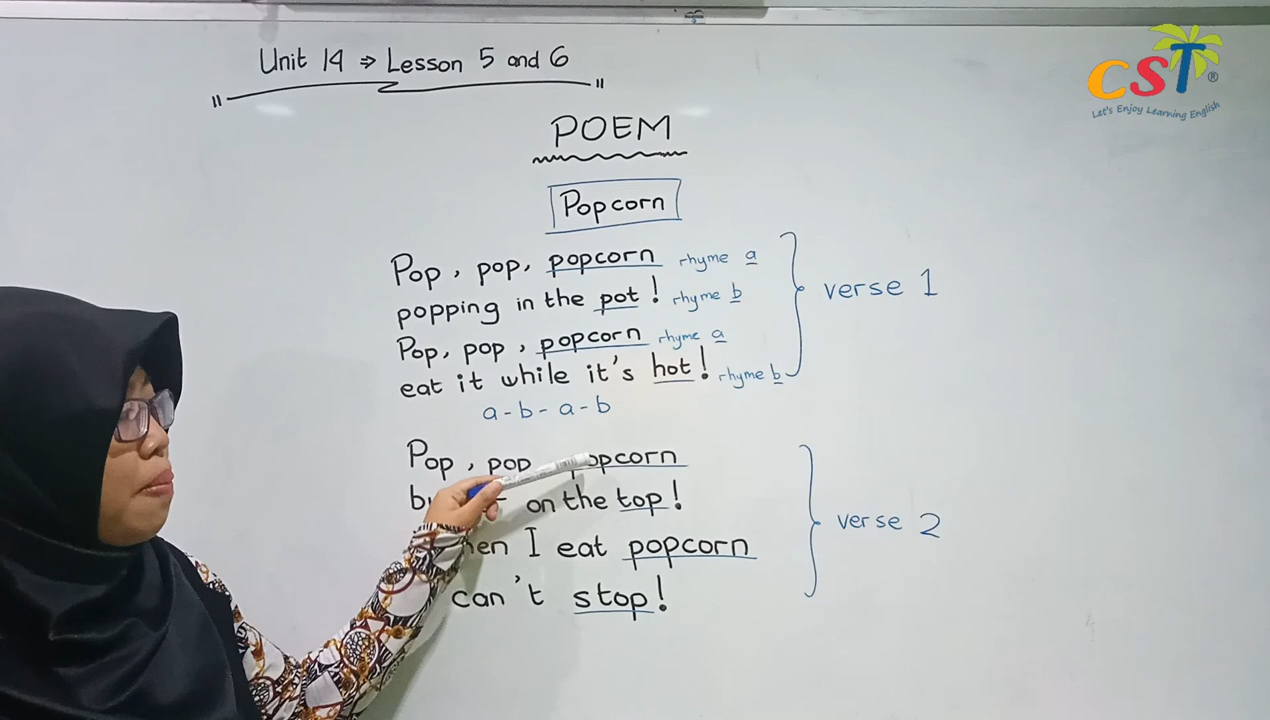 Unit 14 ⇒ Lesson 5 and 6
CST®
Let's Enjoy Learning English
POEM
Popcorn
Pop, pop, popcorn rhyme a
popping in the pot! rhyme b
Pop, pop, popcorn rhyme a
eat it while it's hot! rhyme b
verse 1
a-b-a-b
Pop, pop popcorn
on the top!
I eat popcorn
can't stop!
verse 2